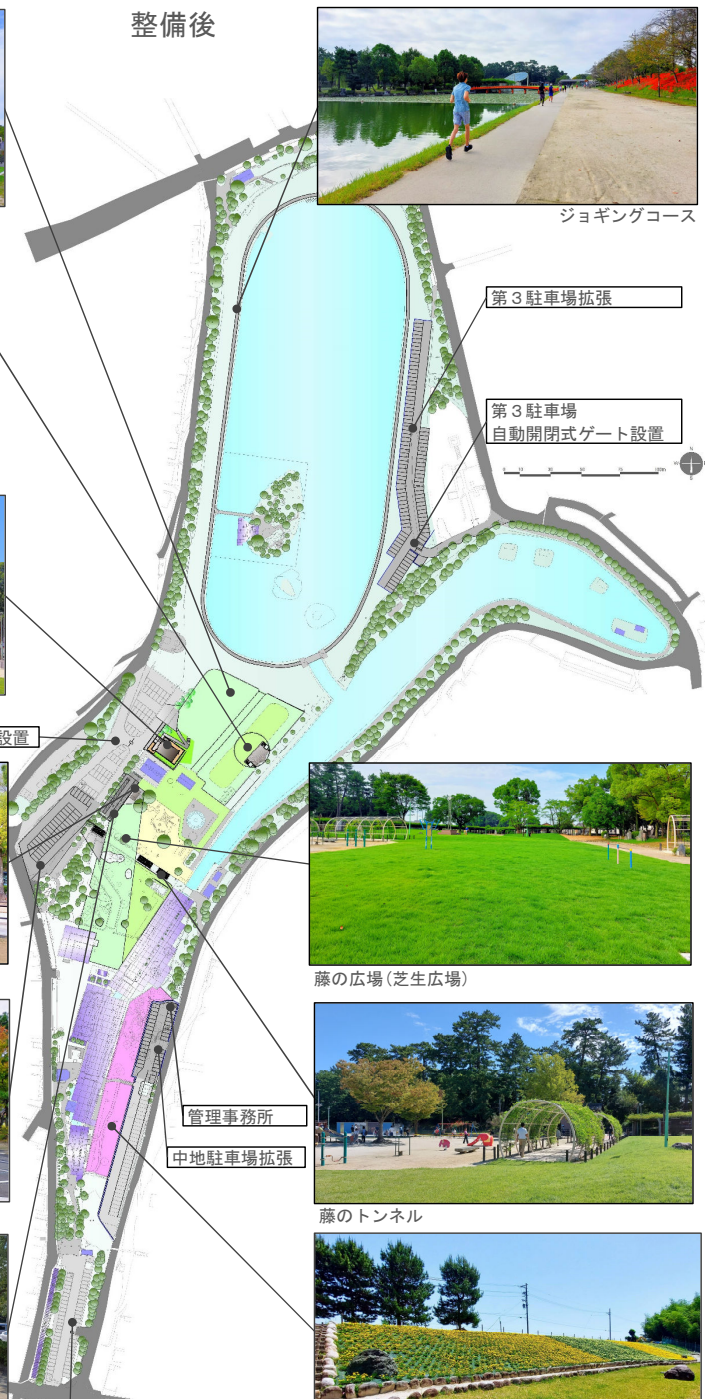 整備後
ジョギングコース
第３駐車場拡張
第３駐車場
自動開閉式ゲート設置
設置
藤の広場(芝生広場)
管理事務所
中地駐車場拡張
藤のトンネル